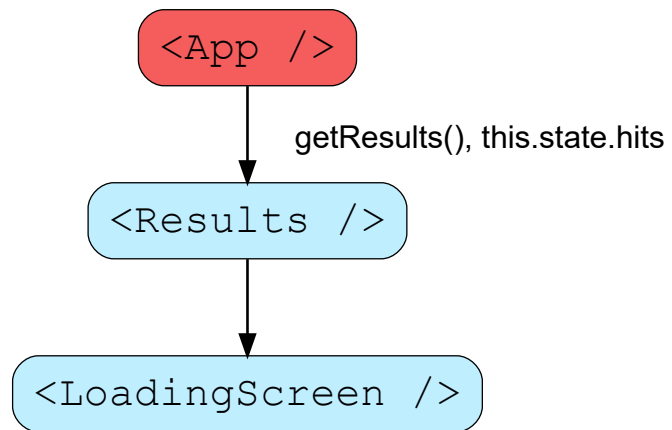 <App />
getResults(), this.state.hits
<Results />
<LoadingScreen />